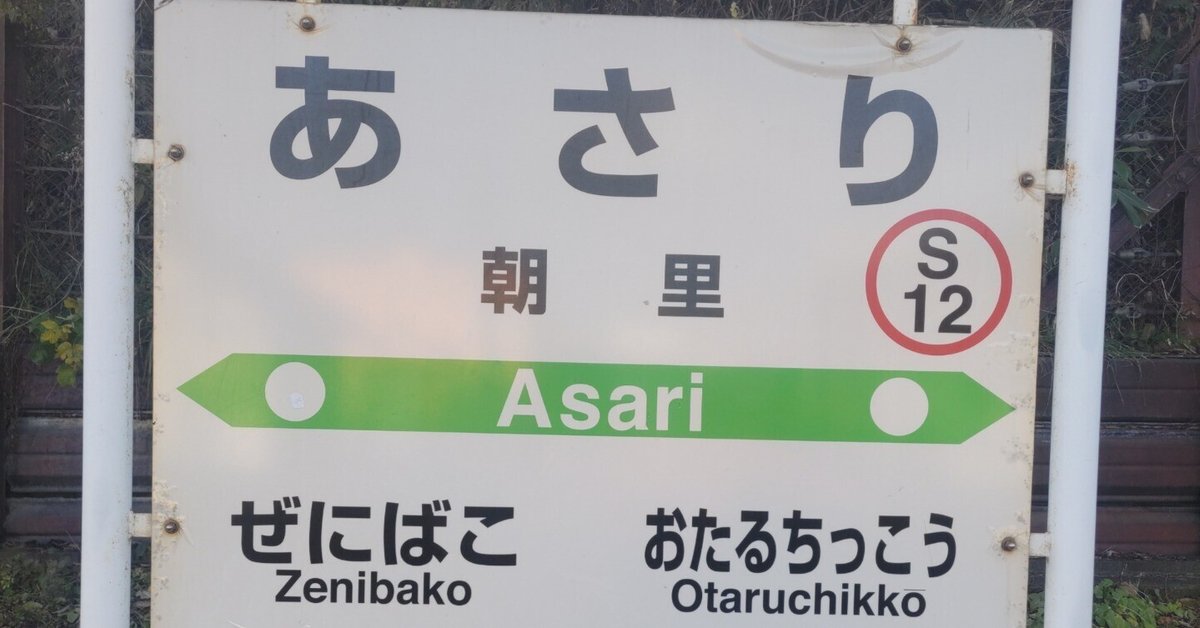 あさり
朝里
S
12
Asari
ぜにばこ
Zenibako
おたるちっこう
Otaruchikkō